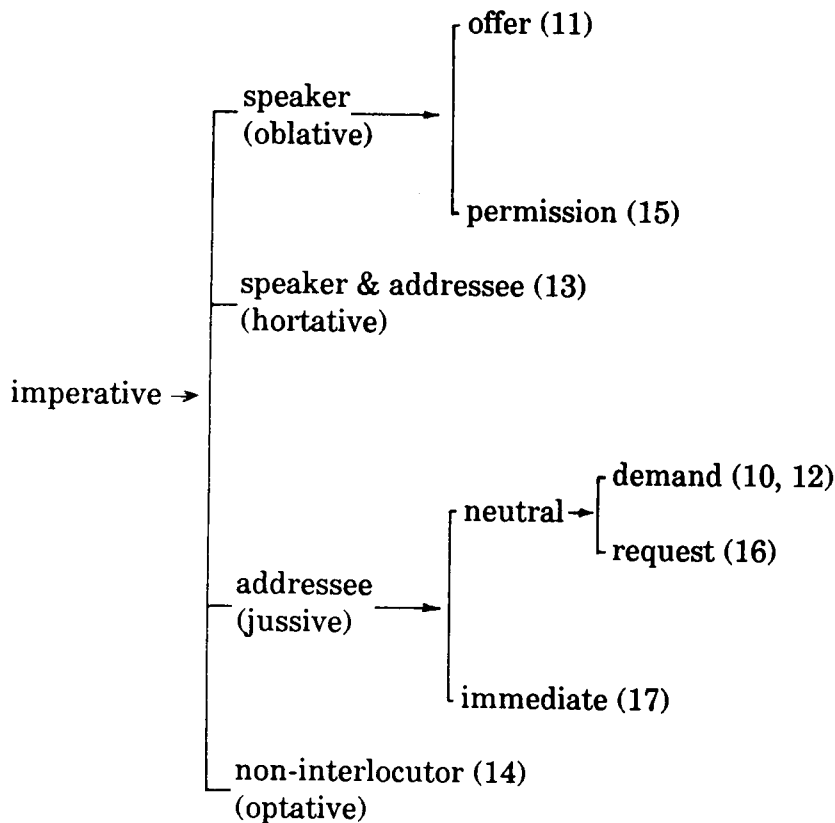 offer (11)
speaker
(oblative)
permission (15)
speaker & addressee (13)
(hortative)
imperative
demand (10, 12)
neutral
request (16)
addressee
(jussive)
immediate (17)
non-interlocutor (14)
(optative)